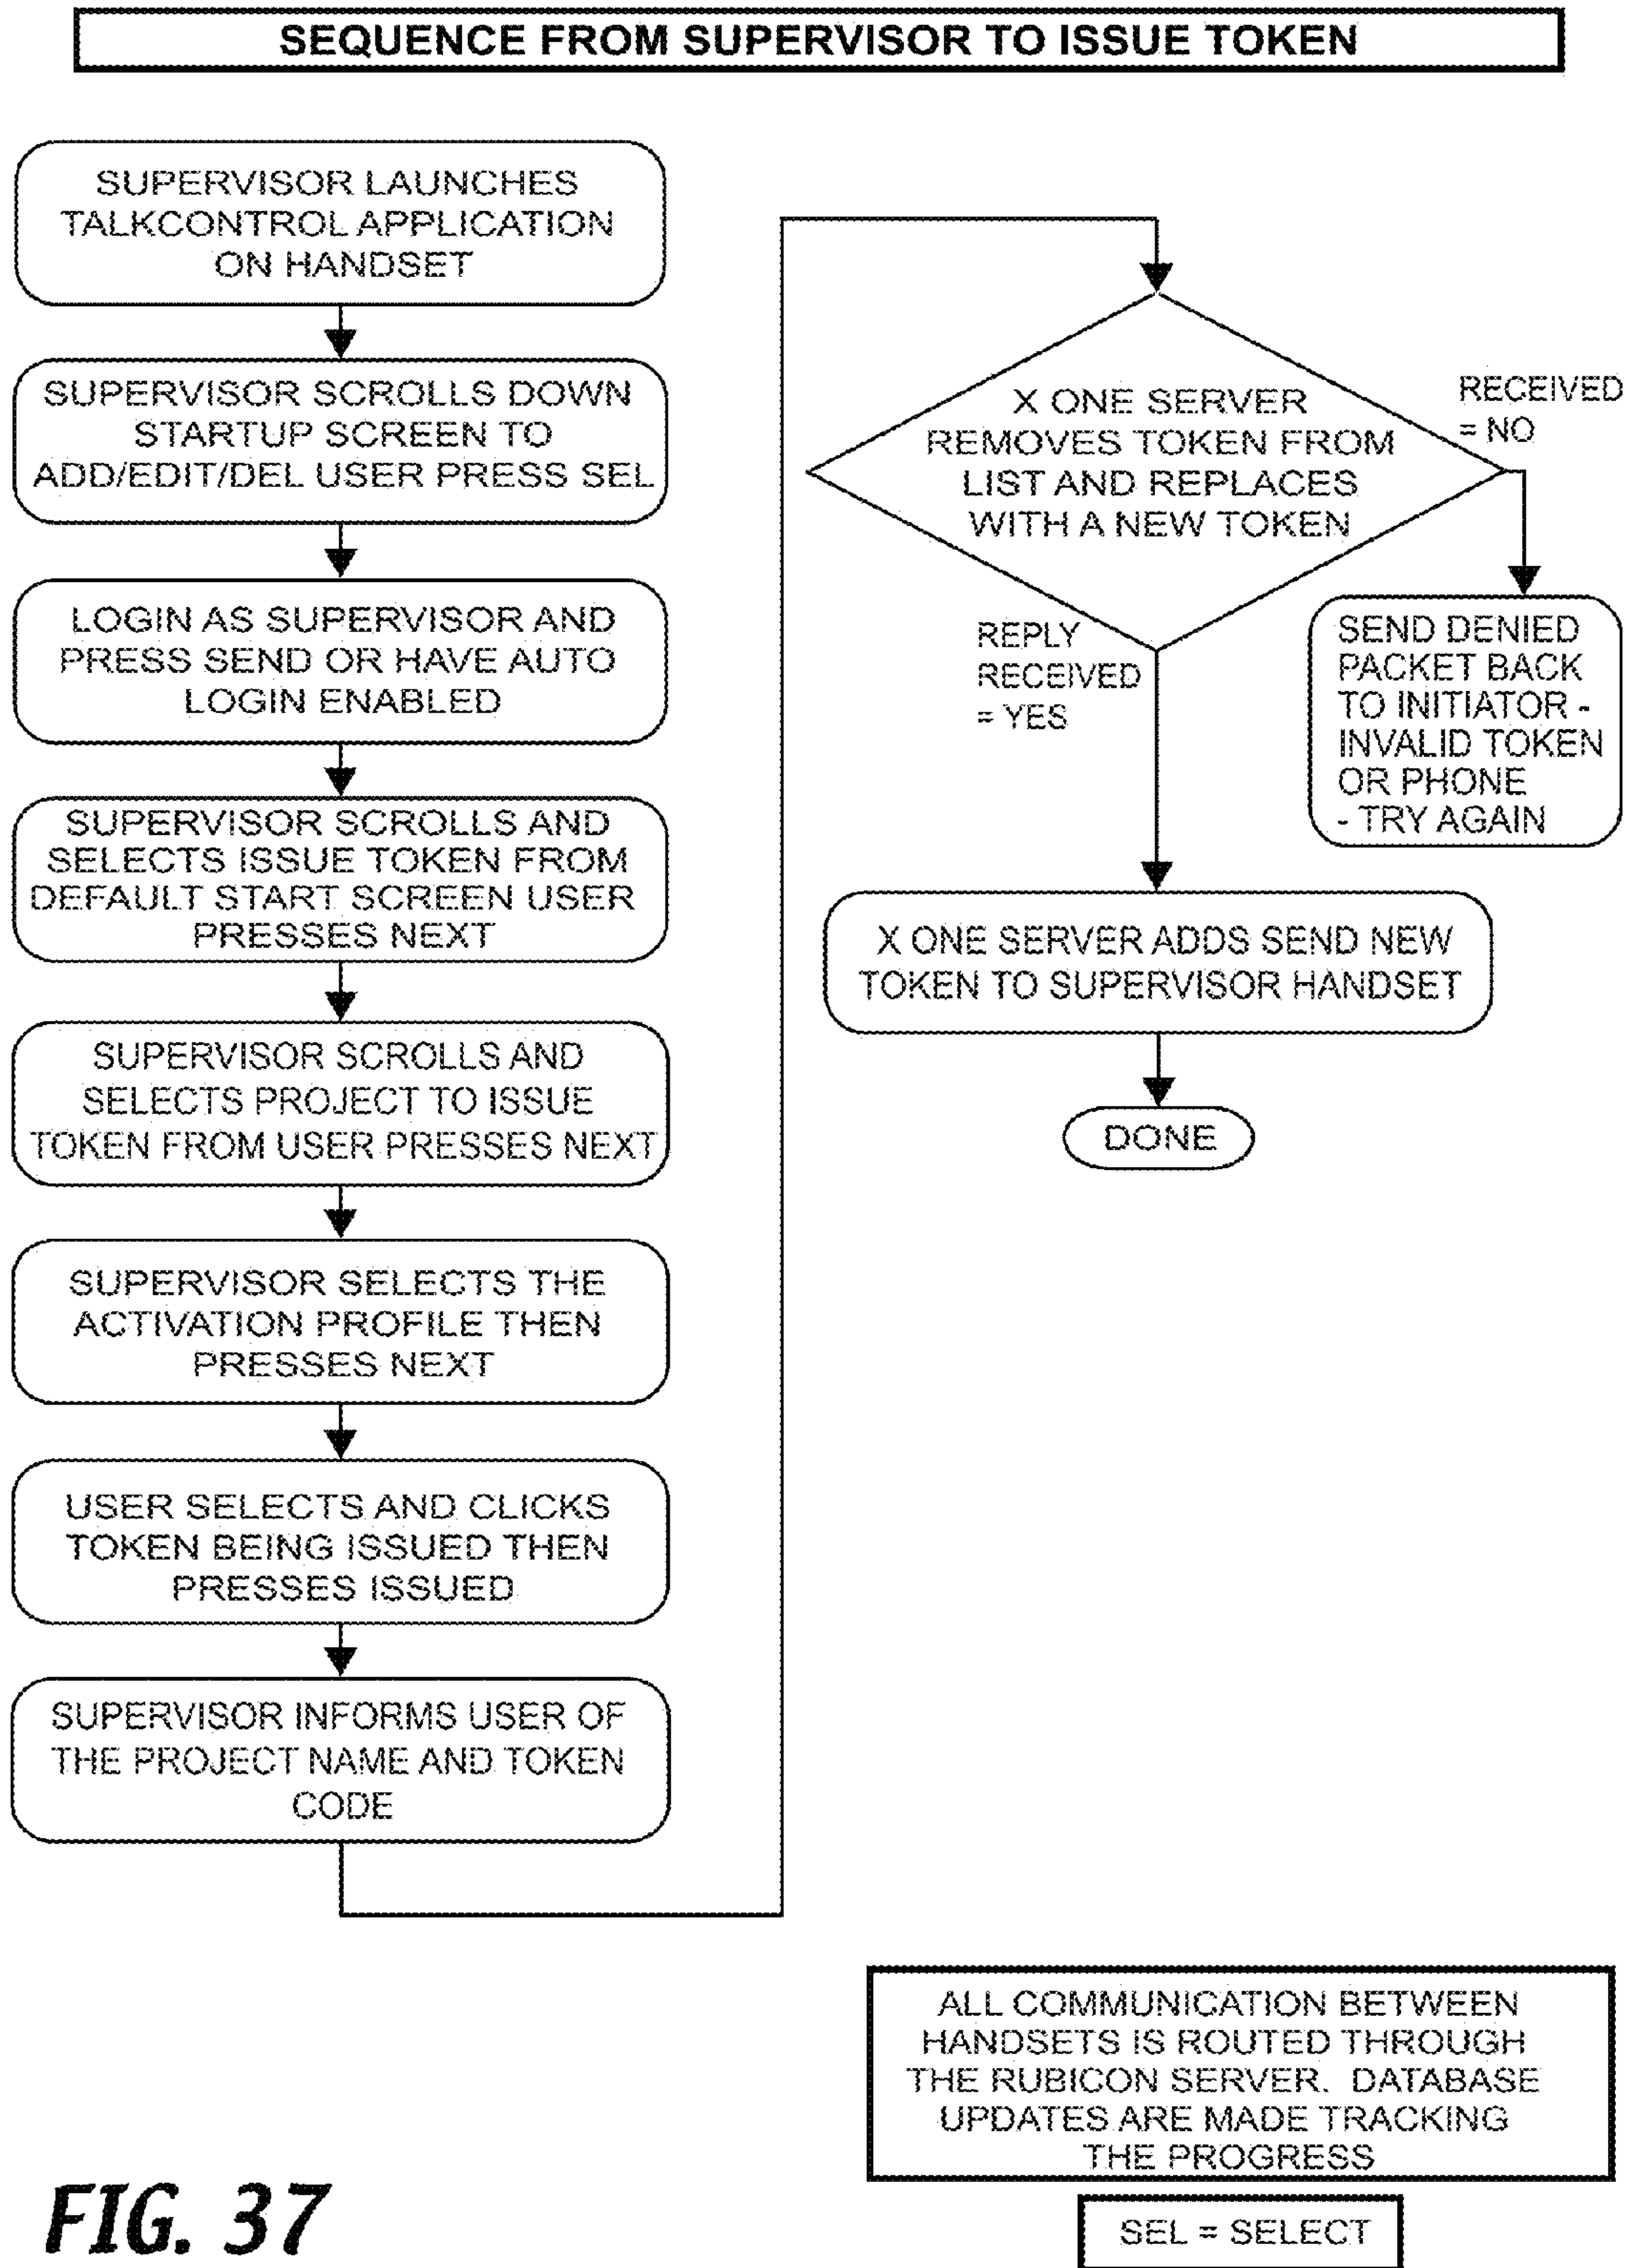 SEQUENCE FROM SUPERVISOR TO ISSUE TOKEN
SUPERVISOR LAUNCHES
TALKCONTROL APPLICATION
ON HANDSET
SUPERVISOR SCROLLS DOWN
STARTUP SCREEN TO
ADD/EDIT/DEL USER PRESS SEL
LOGIN AS SUPERVISOR AND
PRESS SEND OR HAVE AUTO
LOGIN ENABLED
SUPERVISOR SCROLLS AND
SELECTS ISSUE TOKEN FROM
DEFAULT START SCREEN USER
PRESSES NEXT
SUPERVISOR SCROLLS AND
SELECTS PROJECT TO ISSUE
TOKEN FROM USER PRESSES NEXT
SUPERVISOR SELECTS THE
ACTIVATION PROFILE THEN
PRESSES NEXT
USER SELECTS AND CLICKS
TOKEN BEING ISSUED THEN
PRESSES ISSUED
SUPERVISOR INFORMS USER OF
THE PROJECT NAME AND TOKEN
CODE
X ONE SERVER
REMOVES TOKEN FROM
LIST AND REPLACES
WITH A NEW TOKEN
RECEIVED
= NO
SEND DENIED
PACKET BACK
TO INITIATOR -
INVALID TOKEN
OR PHONE
- TRY AGAIN
REPLY
RECEIVED
= YES
X ONE SERVER ADDS SEND NEW
TOKEN TO SUPERVISOR HANDSET
DONE
ALL COMMUNICATION BETWEEN
HANDSETS IS ROUTED THROUGH
THE RUBICON SERVER. DATABASE
UPDATES ARE MADE TRACKING
THE PROGRESS
SEL = SELECT
FIG. 37